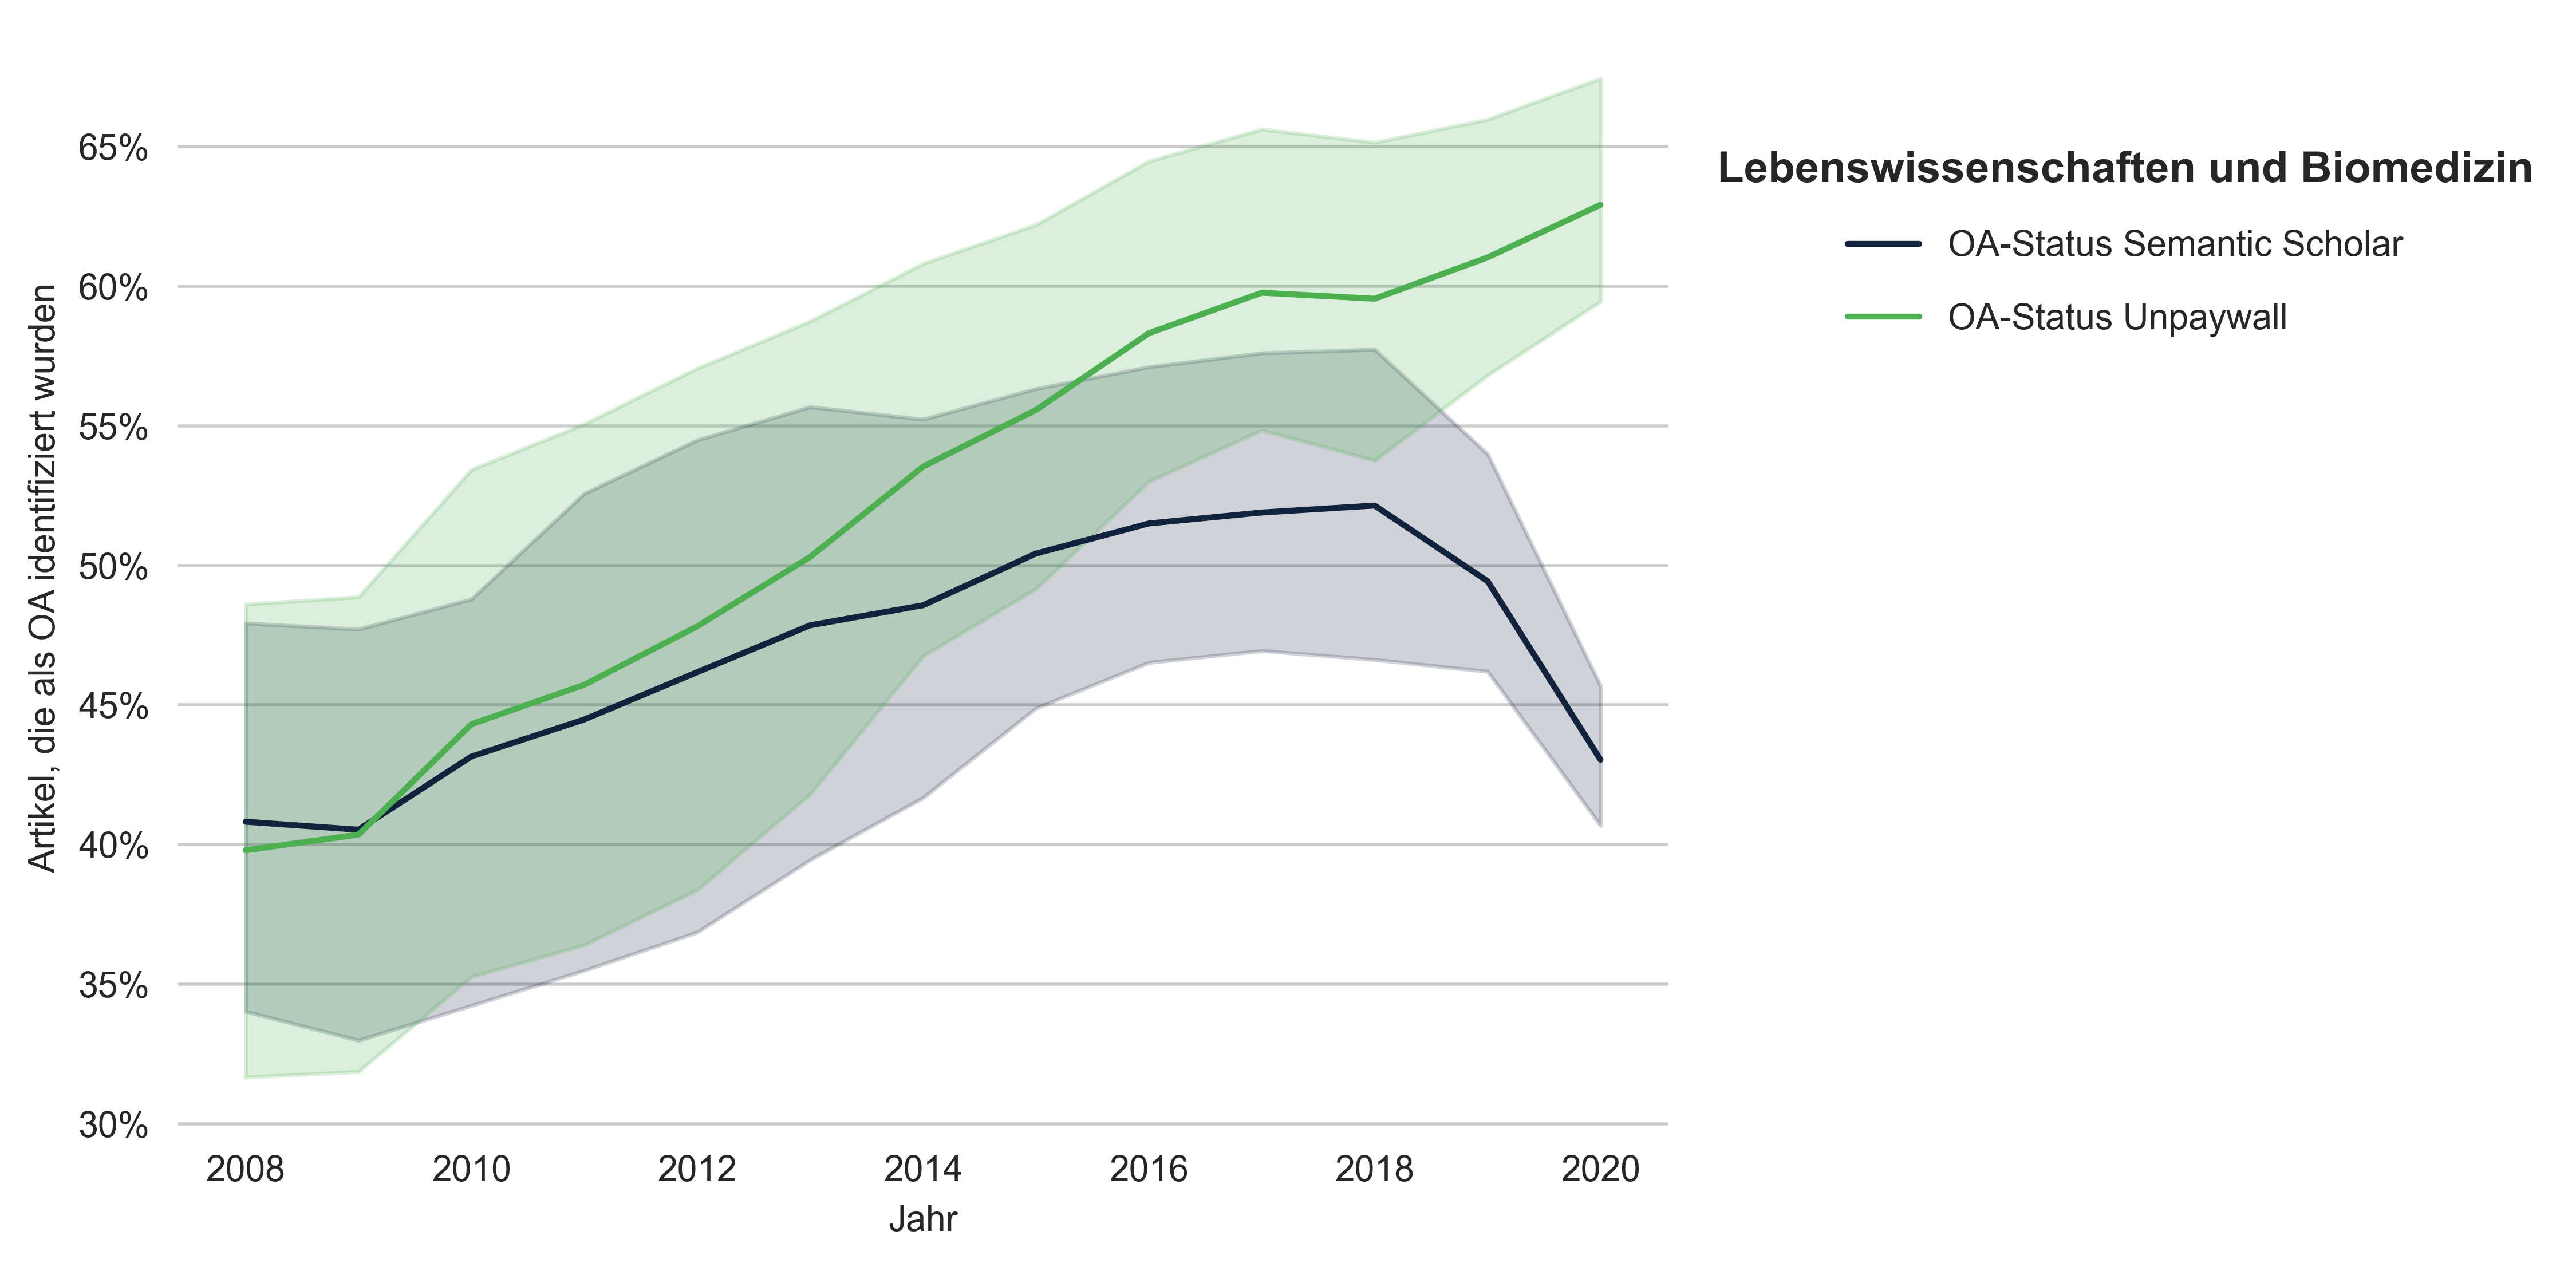 65%
60%
55%
50%
45%
40%
35%
30%
Artikel, die als OA identifiziert wurden
2008 2010 2012 2014 2016 2018 2020
Jahr
Lebenswissenschaften und Biomedizin
OA-Status Semantic Scholar
OA-Status Unpaywall